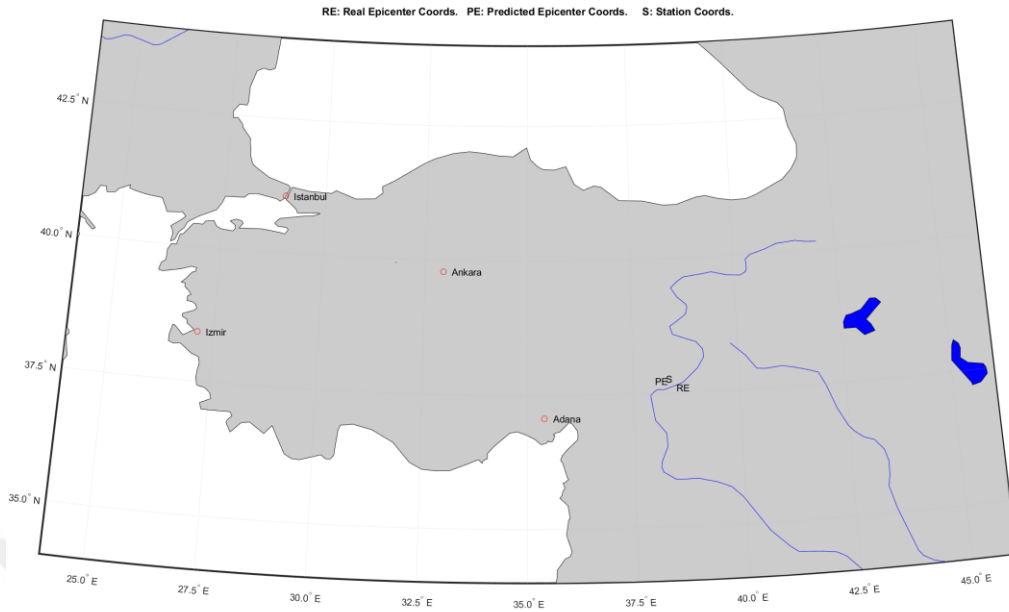 RE: Real Epicenter Coords. PE: Predicted Epicenter Coords. S: Station Coords.
42.5° N
Istanbul
40.0° N
Ankara
Izmir
37.5° N
PE S
RE
Adana
35.0° N
25.0° E 27.5° E 30.0° E 32.5° E 35.0° E 37.5° E 40.0° E 42.5° E 45.0° E